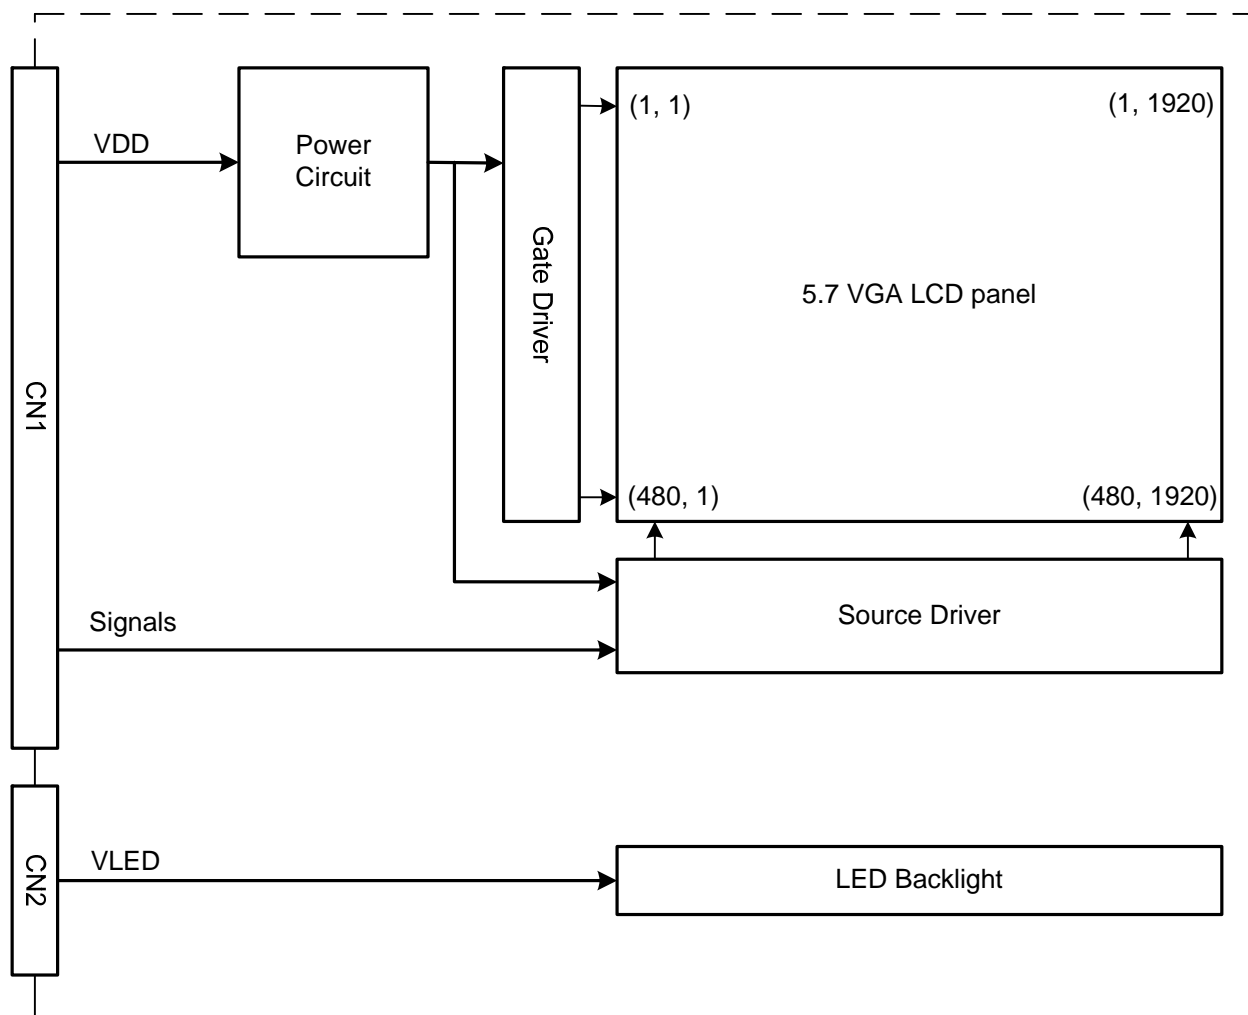 (1, 1)
(1, 1920)
VDD
Power
Circuit
Gate Driver
5.7 VGA LCD panel
CN1
(480, 1)
(480, 1920)
Signals
Source Driver
VLED
CN2
LED Backlight